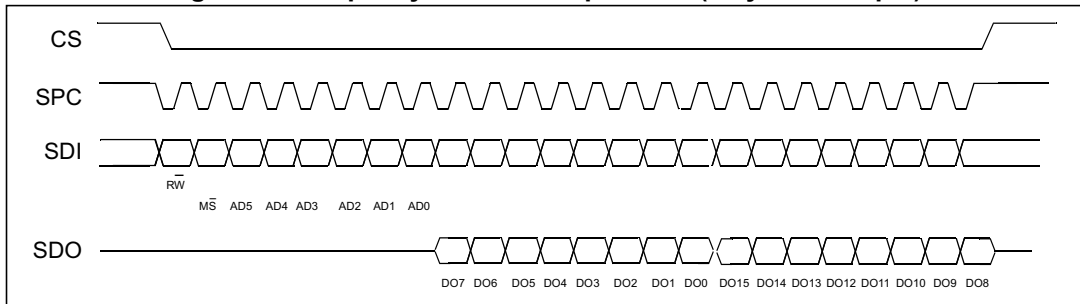 CS
SPC
SDI
RW̅
MS̅ AD5 AD4 AD3 AD2 AD1 AD0
SDO
DO7 DO6 DO5 DO4 DO3 DO2 DO1 DO0 DO15 DO14 DO13 DO12 DO11 DO10 DO9 DO8